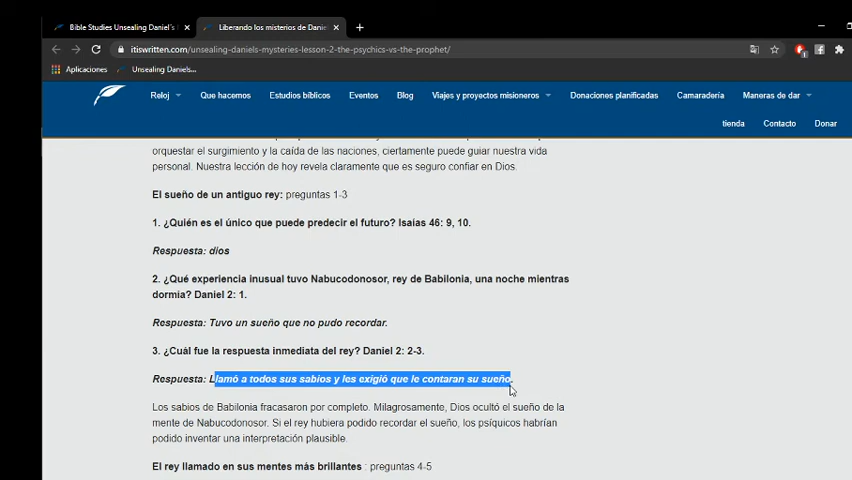 Bible Studies Unsealing Daniel's
Liberando los misterios de Danie
itiswritten.com/unsealing-daniels-mysteries-lesson-2-the-psychics-vs-the-prophet/
Aplicaciones
Unsealing Daniels...
Reloj
Que hacemos
Estudios bíblicos
Eventos
Blog
Viajes y proyectos misioneros
Donaciones planificadas
Camaradería
Maneras de dar
tienda
Contacto
Donar
orquestar el surgimiento y la caída de las naciones, ciertamente puede guiar nuestra vida
personal. Nuestra lección de hoy revela claramente que es seguro confiar en Dios.
El sueño de un antiguo rey: preguntas 1-3
1. ¿Quién es el único que puede predecir el futuro? Isaías 46: 9, 10.
Respuesta: dios
2. ¿Qué experiencia inusual tuvo Nabucodonosor, rey de Babilonia, una noche mientras
dormía? Daniel 2: 1.
Respuesta: Tuvo un sueño que no pudo recordar.
3. ¿Cuál fue la respuesta inmediata del rey? Daniel 2: 2-3.
Respuesta: Llamó a todos sus sabios y les exigió que le contaran su sueño.
Los sabios de Babilonia fracasaron por completo. Milagrosamente, Dios ocultó el sueño de la
mente de Nabucodonosor. Si el rey hubiera podido recordar el sueño, los psíquicos habrían
podido inventar una interpretación plausible.
El rey llamado en sus mentes más brillantes : preguntas 4-5